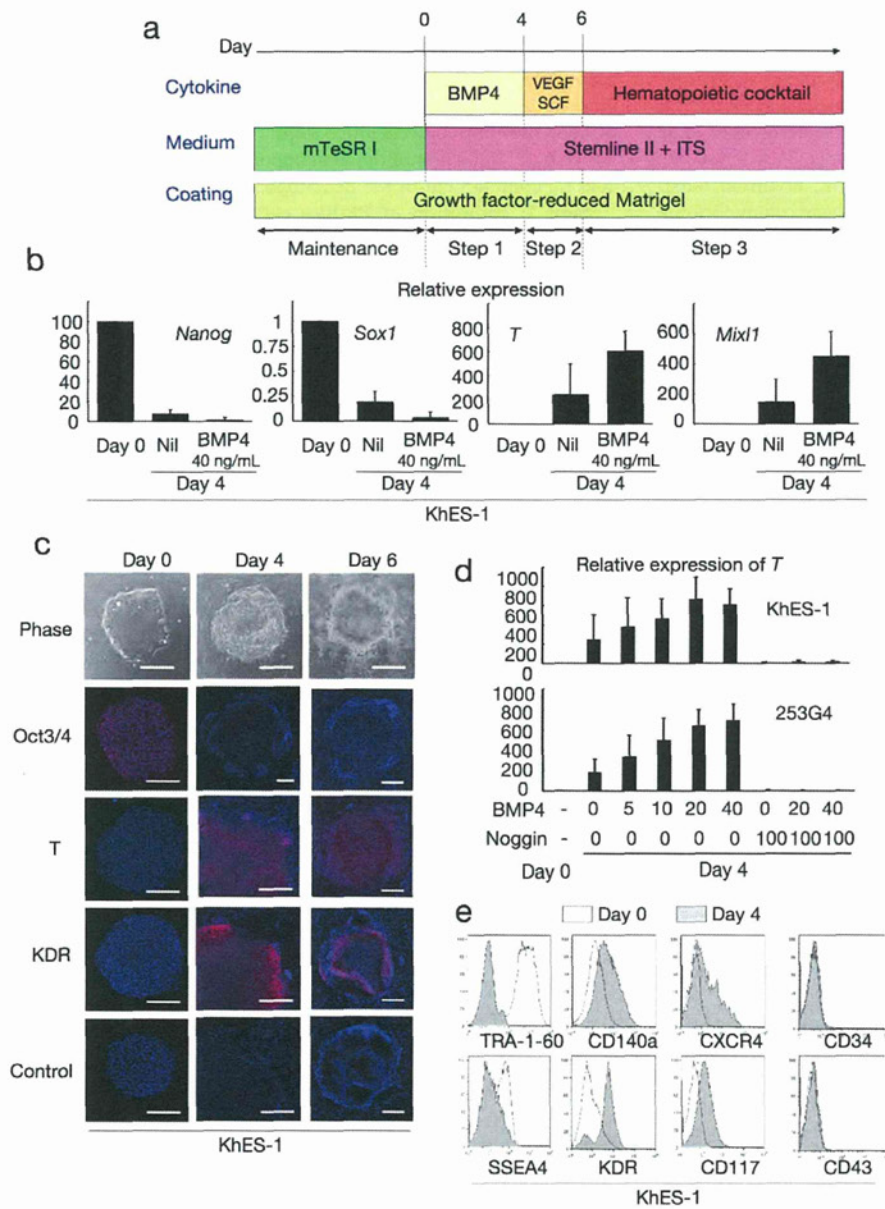 a
0 4 6
Day
Cytokine
BMP4
VEGF
SCF
Hematopoietic cocktail
Medium
mTeSR I
Stemline II + ITS
Coating
Growth factor-reduced Matrigel
Maintenance Step 1 Step 2 Step 3
b
Relative expression
100
80
60
40
20
0
Nanog
Day 0 Nil BMP4
40 ng/mL
Day 4
1
0.75
0.5
0.25
0
Sox1
Day 0 Nil BMP4
40 ng/mL
Day 4
800
600
400
200
0
T
Day 0 Nil BMP4
40 ng/mL
Day 4
600
400
200
0
Mixl1
Day 0 Nil BMP4
40 ng/mL
Day 4
KhES-1
c
Day 0 Day 4 Day 6
Phase
Oct3/4
T
KDR
Control
KhES-1
d
Relative expression of T
1000
800
600
400
200
0
KhES-1
1000
800
600
400
200
0
253G4
BMP4 - 0 5 10 20 40 0 20 40
Noggin - 0 0 0 0 0 100 100 100
Day 0 Day 4
e
Day 0 Day 4
TRA-1-60 CD140a CXCR4 CD34
SSEA4 KDR CD117 CD43
KhES-1